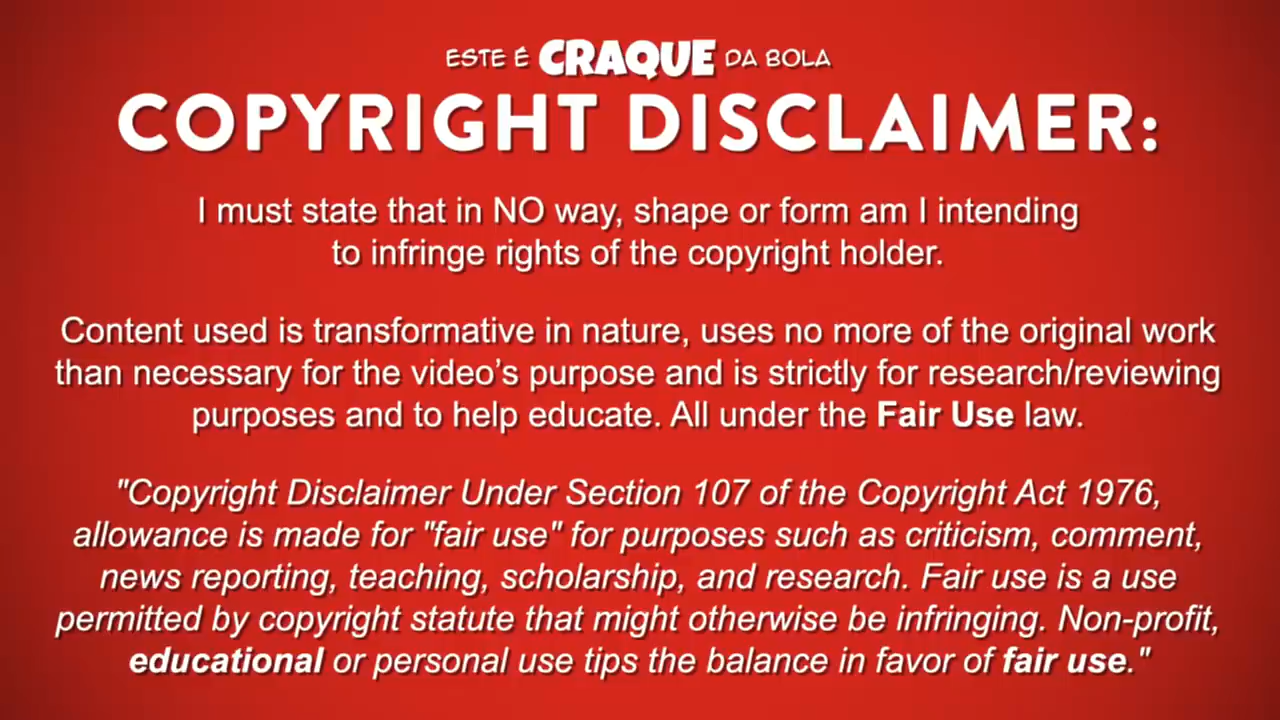 ESTE É CRAQUE DA BOLA
COPYRIGHT DISCLAIMER:
I must state that in NO way, shape or form am I intending
to infringe rights of the copyright holder.
Content used is transformative in nature, uses no more of the original work
than necessary for the video's purpose and is strictly for research/reviewing
purposes and to help educate. All under the Fair Use law.
"Copyright Disclaimer Under Section 107 of the Copyright Act 1976,
allowance is made for "fair use" for purposes such as criticism, comment,
news reporting, teaching, scholarship, and research. Fair use is a use
permitted by copyright statute that might otherwise be infringing. Non-profit,
educational or personal use tips the balance in favor of fair use."